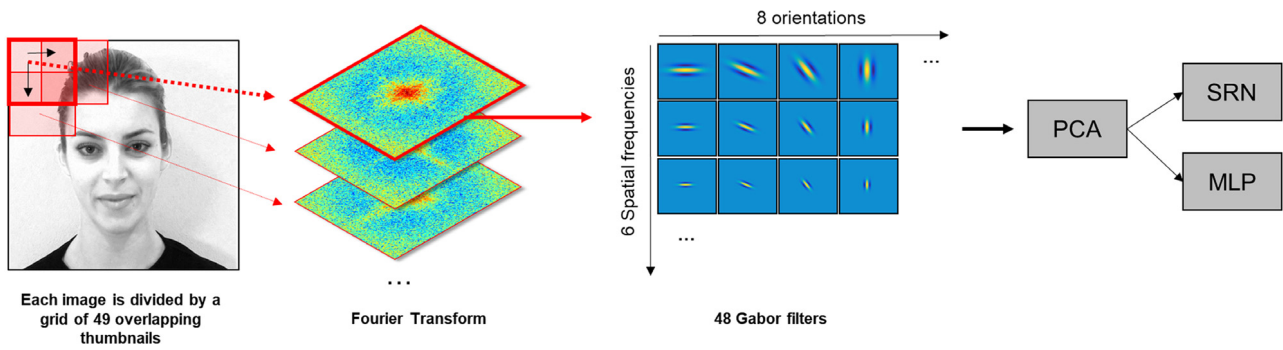 8 orientations
...
6 Spatial frequencies
...
PCA
SRN
MLP
...
Each image is divided by a
grid of 49 overlapping
thumbnails
Fourier Transform
48 Gabor filters